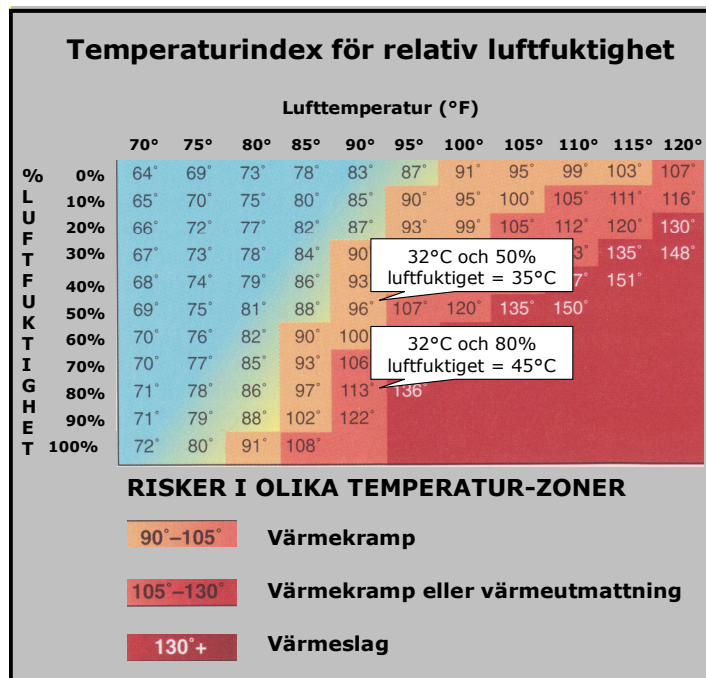 Temperaturindex för relativ luftfuktighet
Lufttemperatur (°F)
70° 75° 80° 85° 90° 95° 100° 105° 110° 115° 120°
% LUFTFUKTIGHET
0% 64° 69° 73° 78° 83° 87° 91° 95° 99° 103° 107°
10% 65° 70° 75° 80° 85° 90° 95° 100° 105° 111° 116°
20% 66° 72° 77° 82° 87° 93° 99° 105° 112° 120° 130°
30% 67° 73° 78° 84° 90 135° 148°
40% 68° 74° 79° 86° 93 151°
50% 69° 75° 81° 88° 96° 107° 120° 135° 150°
60% 70° 76° 82° 90° 100
70% 70° 77° 85° 93° 106
80% 71° 78° 86° 97° 113° 136°
90% 71° 79° 88° 102° 122°
100% 72° 80° 91° 108°
32°C och 50%
luftfuktiget = 35°C
32°C och 80%
luftfuktiget = 45°C
RISKER I OLIKA TEMPERATUR-ZONER
90°–105° Värmekramp
105°–130° Värmekramp eller värmeutmattning
130°+ Värmeslag